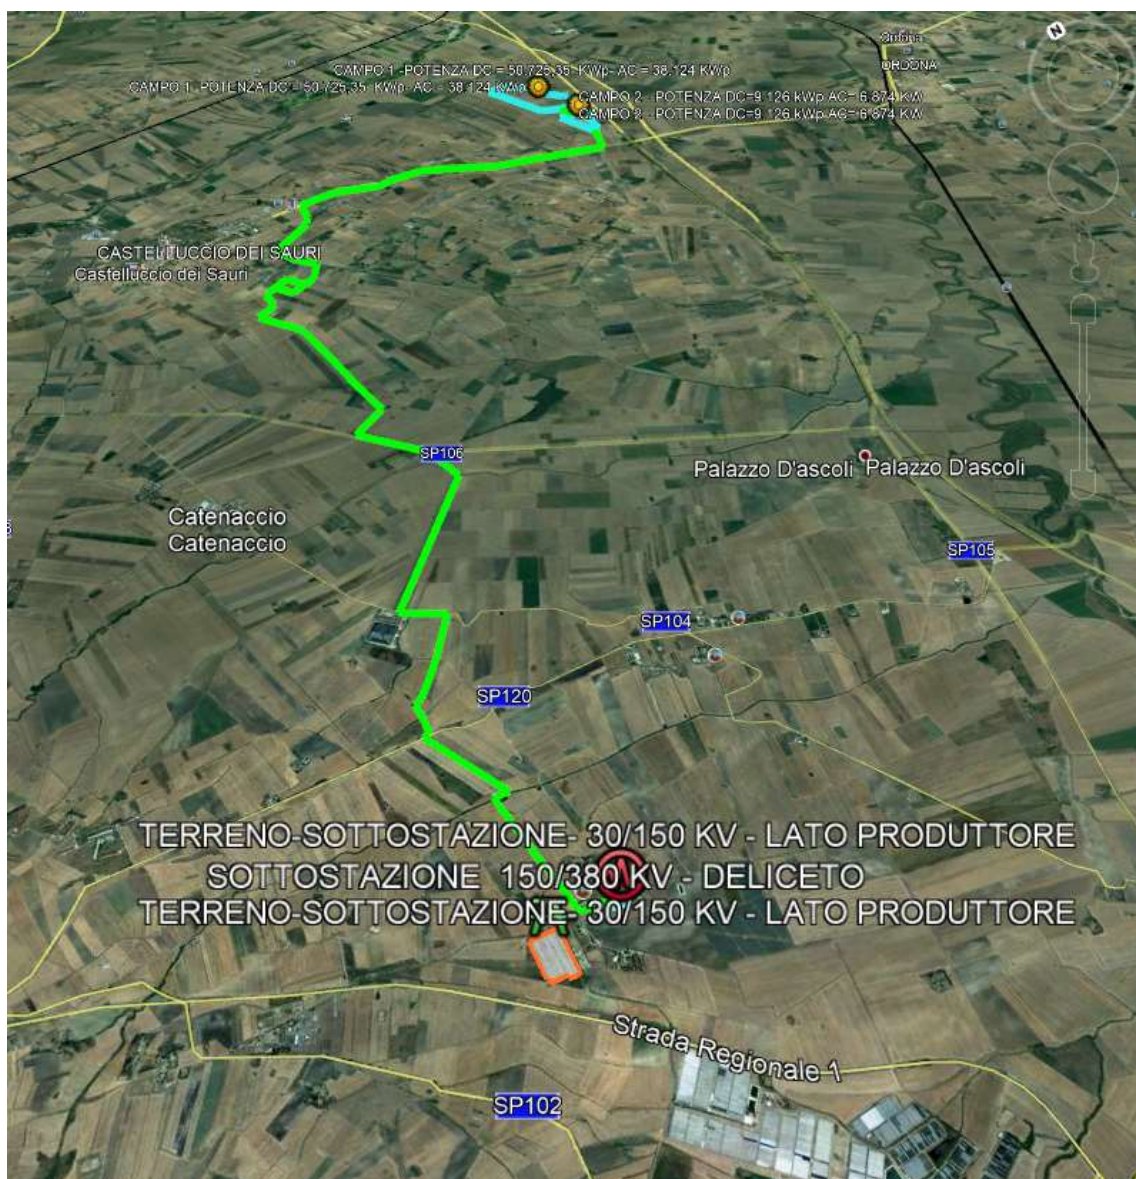 Ordona
ORDONA
CAMPO 1 -POTENZA DC = 50.725,35 KWp- AC = 38.124 KWp
CAMPO 1 -POTENZA DC = 50.725,35 KWp- AC = 38.124 KWp
CAMPO 2 - POTENZA DC=9.126 kWp AC= 6.874 KW
CAMPO 2 - POTENZA DC=9.126 kWp AC= 6.874 KW
N
CASTELLUCCIO DEI SAURI
Castelluccio dei Sauri
SP106
Palazzo D'ascoli
Palazzo D'ascoli
Catenaccio
Catenaccio
SP105
SP104
SP120
TERRENO-SOTTOSTAZIONE- 30/150 KV - LATO PRODUTTORE
SOTTOSTAZIONE 150/380 KV - DELICETO
TERRENO-SOTTOSTAZIONE- 30/150 KV - LATO PRODUTTORE
Strada Regionale 1
SP102